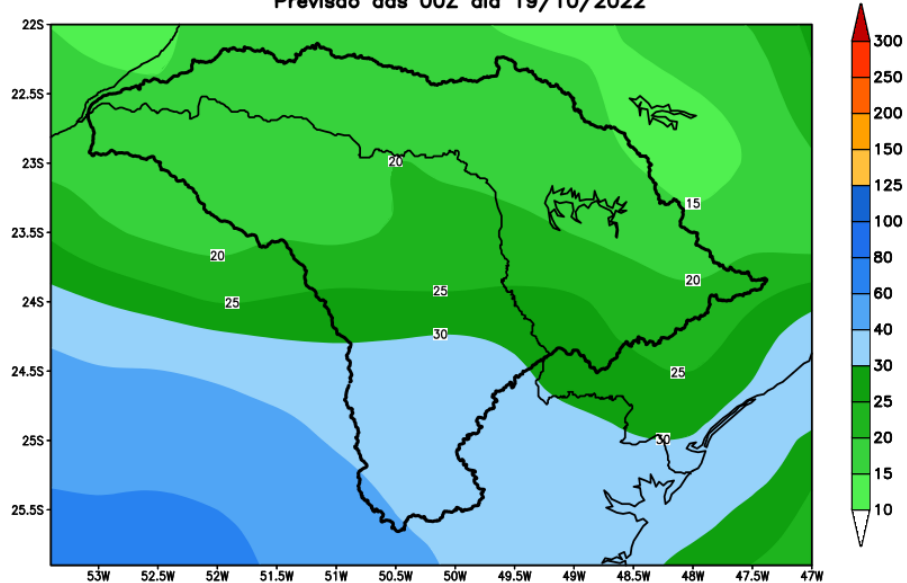 Previsão das 00Z dia 19/10/2022
22S
22.5S
23S
23.5S
24S
24.5S
25S
25.5S
53W
52.5W
52W
51.5W
51W
50.5W
50W
49.5W
49W
48.5W
48W
47.5W
47W
20
15
20
20
25
25
30
25
30
300
250
200
150
125
100
80
60
40
30
25
20
15
10